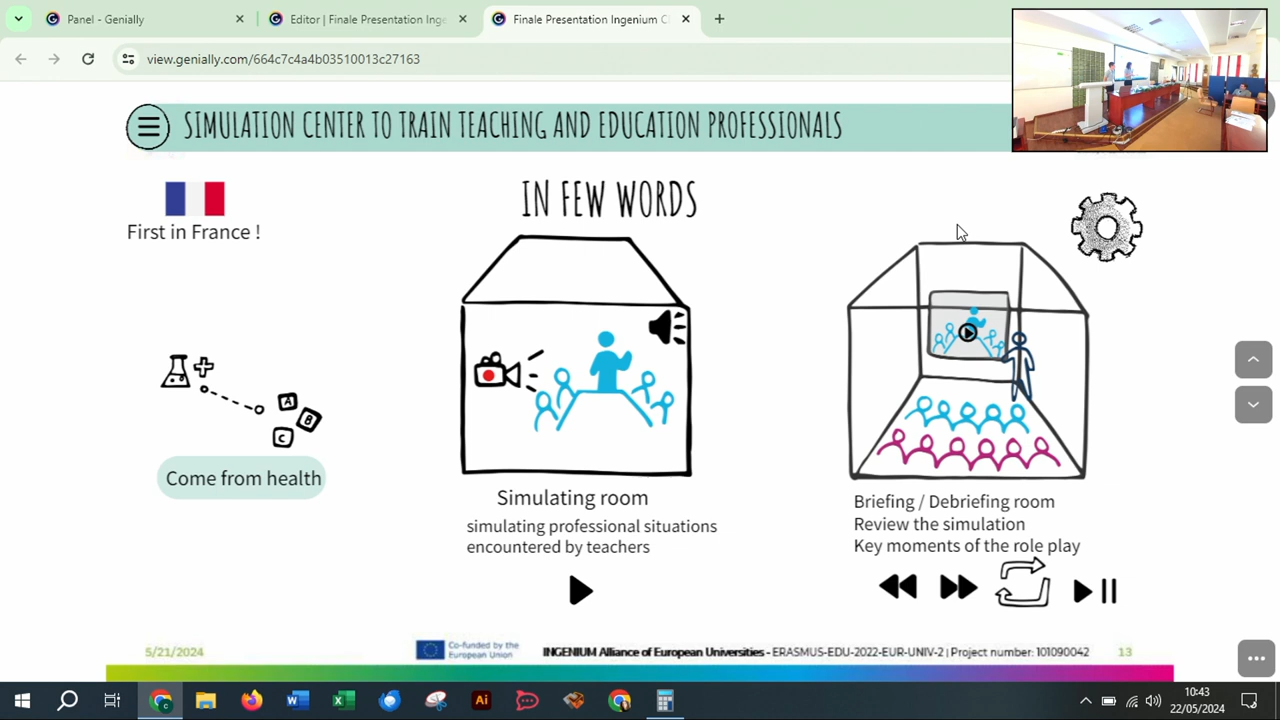 Panel - Genially
Editor | Finale Presentation Inge
Finale Presentation Ingenium C
view.genially.com/664c7c4a4b03510013c27163
SIMULATION CENTER TO TRAIN TEACHING AND EDUCATION PROFESSIONALS
First in France !
IN FEW WORDS
A
B
C
Come from health
Simulating room
simulating professional situations
encountered by teachers
Briefing / Debriefing room
Review the simulation
Key moments of the role play
5/21/2024
Co-funded by the
European Union
INGENIUM Alliance of European Universities - ERASMUS-EDU-2022-EUR-UNIV-2 | Project number: 101090042
13
10:43
22/05/2024